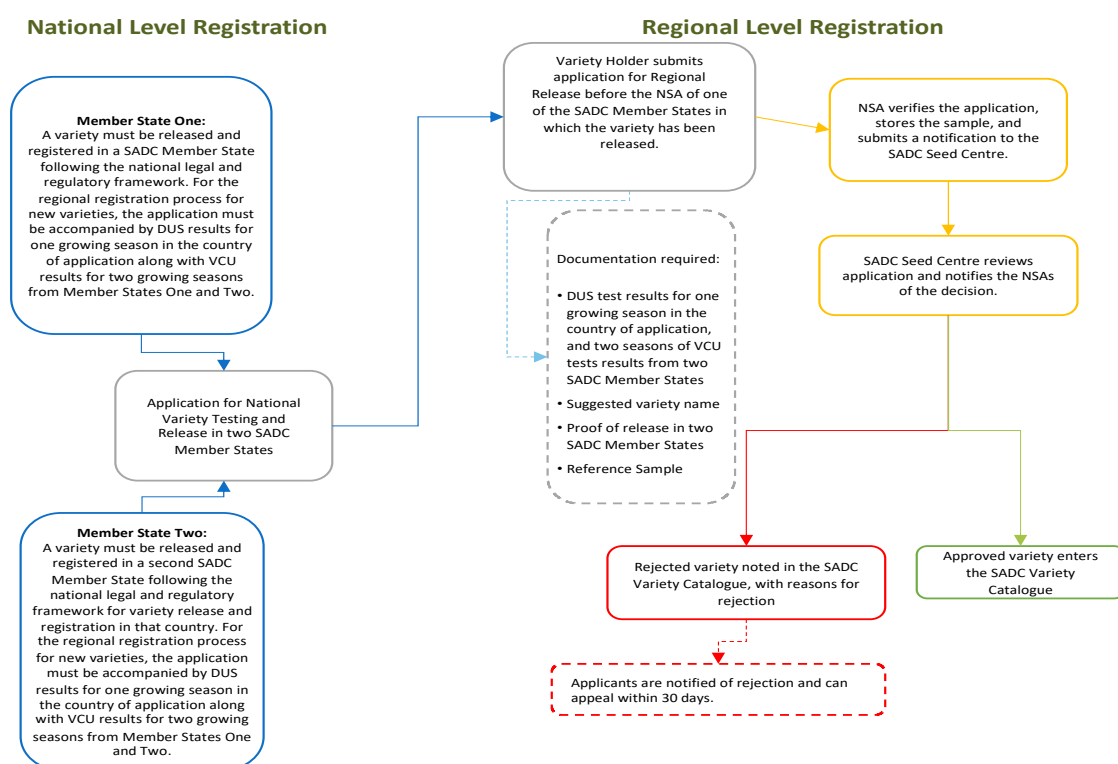 National Level Registration
Regional Level Registration
Member State One:
A variety must be released and
registered in a SADC Member State
following the national legal and
regulatory framework. For the
regional registration process for
new varieties, the application must
be accompanied by DUS results for
one growing season in the country
of application along with VCU
results for two growing seasons
from Member States One and Two.
Application for National
Variety Testing and
Release in two SADC
Member States
Member State Two:
A variety must be released and
registered in a second SADC
Member State following the
national legal and regulatory
framework for variety release and
registration in that country. For
the regional registration process
for new varieties, the application
must be accompanied by DUS
results for one growing season in
the country of application along
with VCU results for two growing
seasons from Member States One
and Two.
Variety Holder submits
application for Regional
Release before the NSA of one
of the SADC Member States in
which the variety has been
released.
Documentation required:
• DUS test results for one
growing season in the
country of application,
and two seasons of VCU
tests results from two
SADC Member States
• Suggested variety name
• Proof of release in two
SADC Member States
• Reference Sample
NSA verifies the application,
stores the sample, and
submits a notification to the
SADC Seed Centre.
SADC Seed Centre reviews
application and notifies the NSAs
of the decision.
Rejected variety noted in the SADC
Variety Catalogue, with reasons for
rejection
Approved variety enters
the SADC Variety
Catalogue
Applicants are notified of rejection and can
appeal within 30 days.